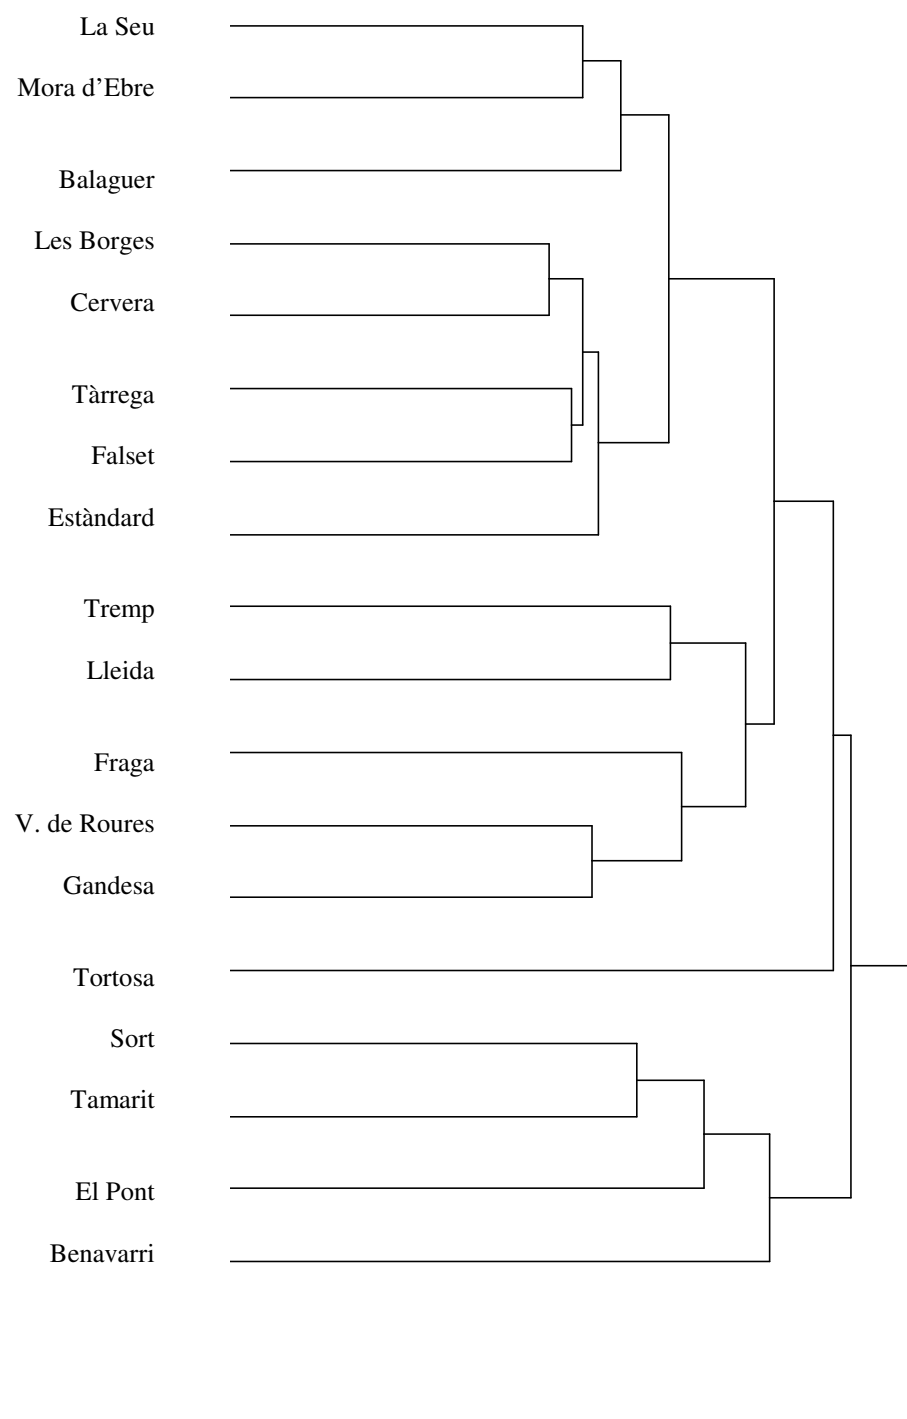 La Seu
Mora d’Ebre
Balaguer
Les Borges
Cervera
Tàrrega
Falset
Estàndard
Tremp
Lleida
Fraga
V. de Roures
Gandesa
Tortosa
Sort
Tamarit
El Pont
Benavarri